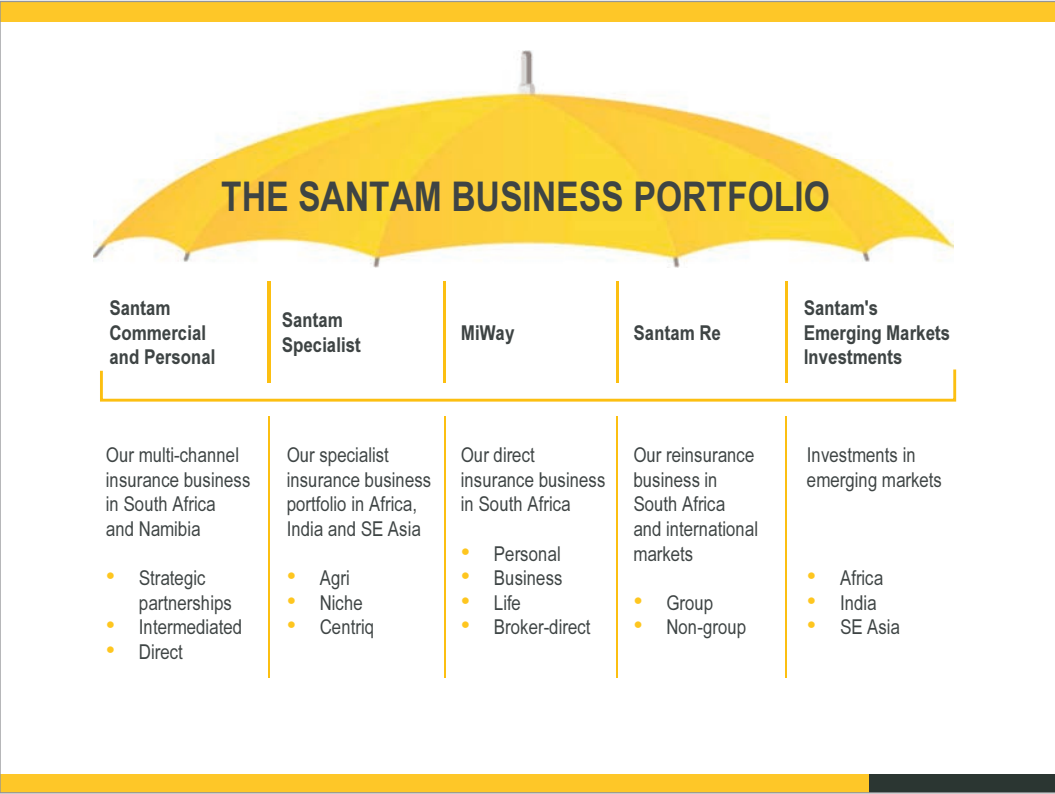 THE SANTAM BUSINESS PORTFOLIO
Santam
Commercial
and Personal
Santam
Specialist
MiWay
Santam Re
Santam's
Emerging Markets
Investments
Our multi-channel
insurance business
in South Africa
and Namibia
• Strategic
partnerships
• Intermediated
• Direct
Our specialist
insurance business
portfolio in Africa,
India and SE Asia
• Agri
• Niche
• Centriq
Our direct
insurance business
in South Africa
• Personal
• Business
• Life
• Broker-direct
Our reinsurance
business in
South Africa
and international
markets
• Group
• Non-group
Investments in
emerging markets
• Africa
• India
• SE Asia